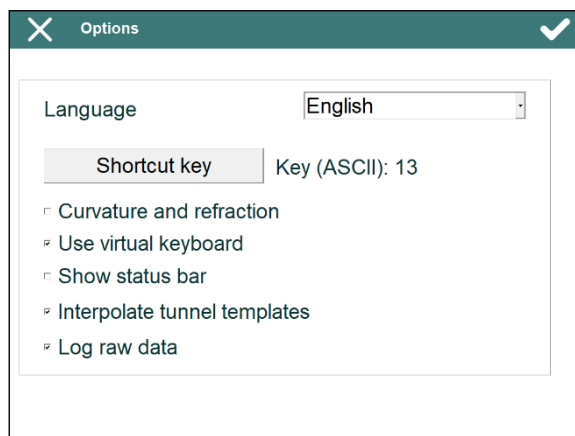 Options
Language
English
Shortcut key
Key (ASCII): 13
Curvature and refraction
Use virtual keyboard
Show status bar
Interpolate tunnel templates
Log raw data